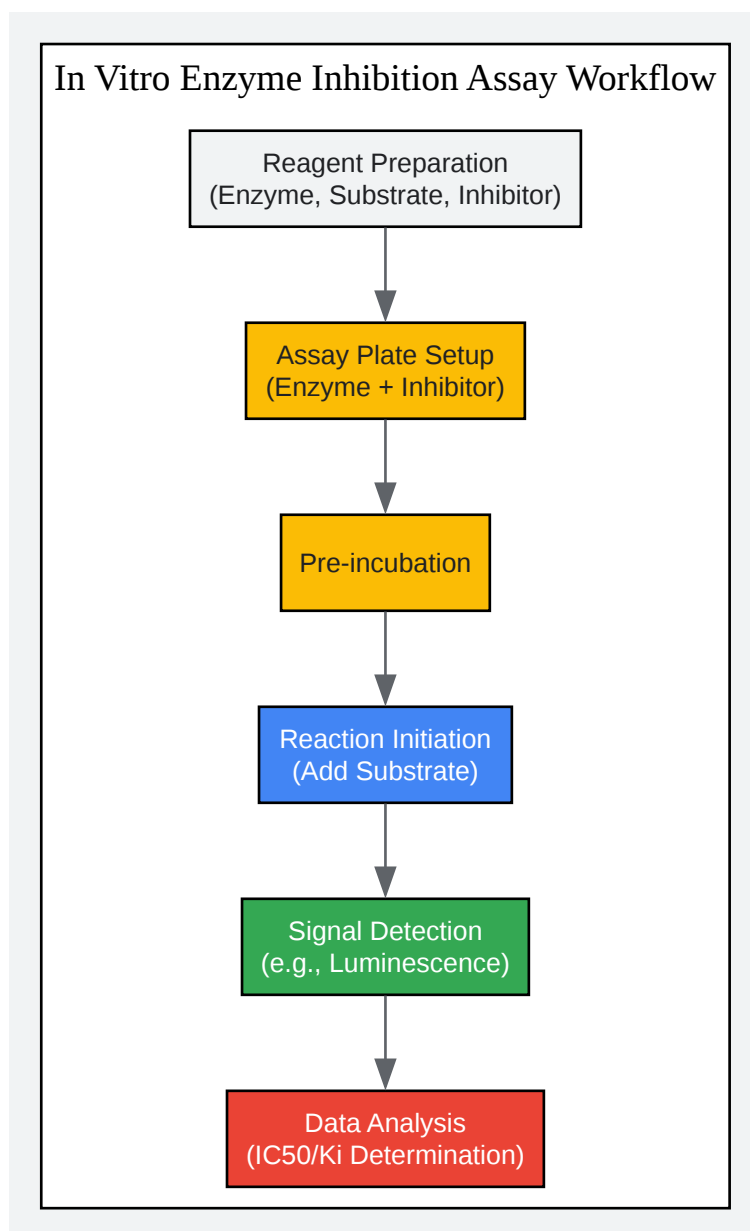 In Vitro Enzyme Inhibition Assay Workflow
Reagent Preparation
(Enzyme, Substrate, Inhibitor)
Assay Plate Setup
(Enzyme + Inhibitor)
Pre-incubation
Reaction Initiation
(Add Substrate)
Signal Detection
(e.g., Luminescence)
Data Analysis
(IC50/Ki Determination)